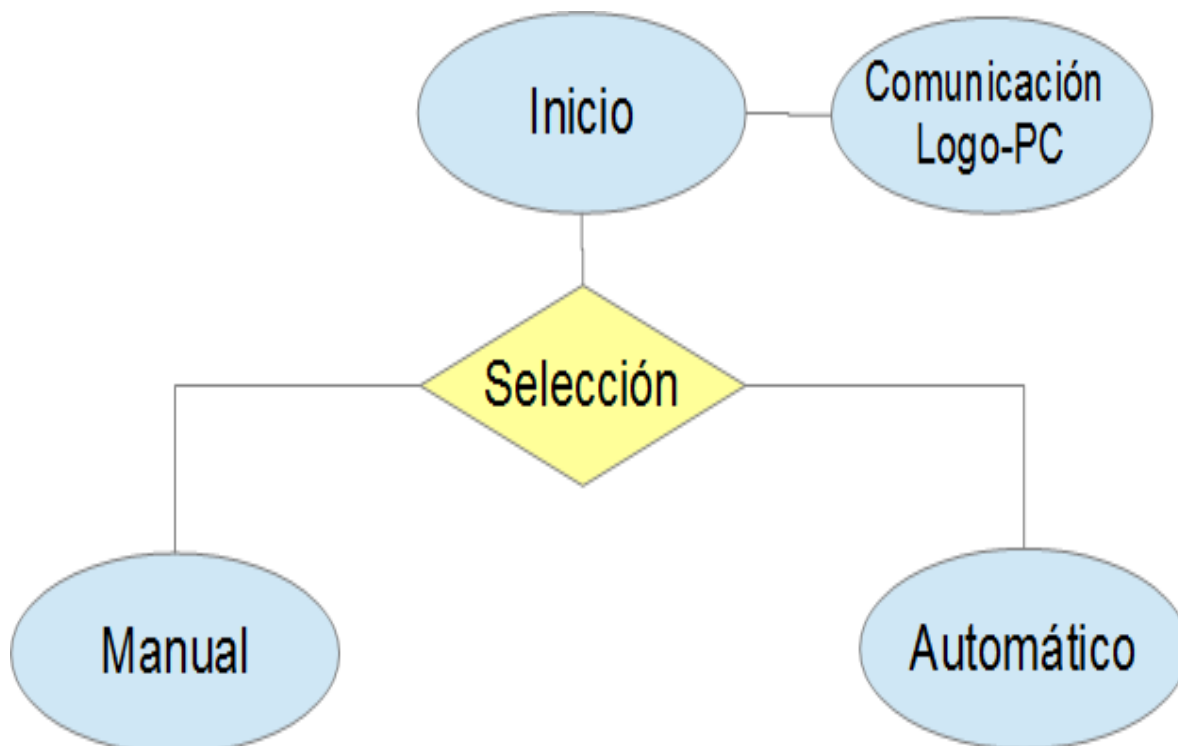 Inicio
Comunicación
Logo-PC
Selección
Manual
Automático